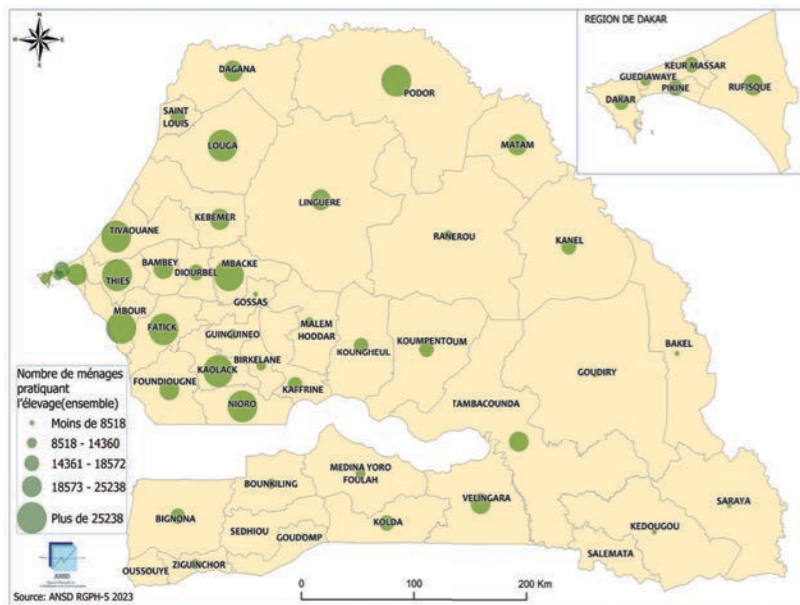 REGION DE DAKAR
KEUR MASSAR
GUEDIAWAYE
PIKINE
RUFISQUE
DAKAR
DAGANA
PODOR
SAINT
LOUIS
LOUGA
MATAM
LINGUERE
KEBEMER
RANEROU
KANEL
TIVAOUANE
BAMBEY
DIOURBEL
MBACKE
THIES
GOSSAS
MBOUR
FATICK
GUINGUINEO
MALEM
HODDAR
KOUNGHEUL
KOUMPENTOUM
BAKEL
GOUDIRY
BIRKELANE
KAOLACK
FOUNDIOUGNE
KAFFRINE
NIORO
TAMBACOUNDA
Nombre de ménages
pratiquant
l'élevage(ensemble)
Moins de 8518
8518 - 14360
14361 - 18572
18573 - 25238
Plus de 25238
MEDINA YORO
FOULAH
BOUNKILING
VELINGARA
SARAYA
BIGNONA
KOLDA
SEDHIOU
GOUDOMP
KEDOUGOU
SALEMATA
OUSSOUYE
ZIGUINCHOR
ANSD
Source: ANSD RGPH-5 2023
0 100 200 Km